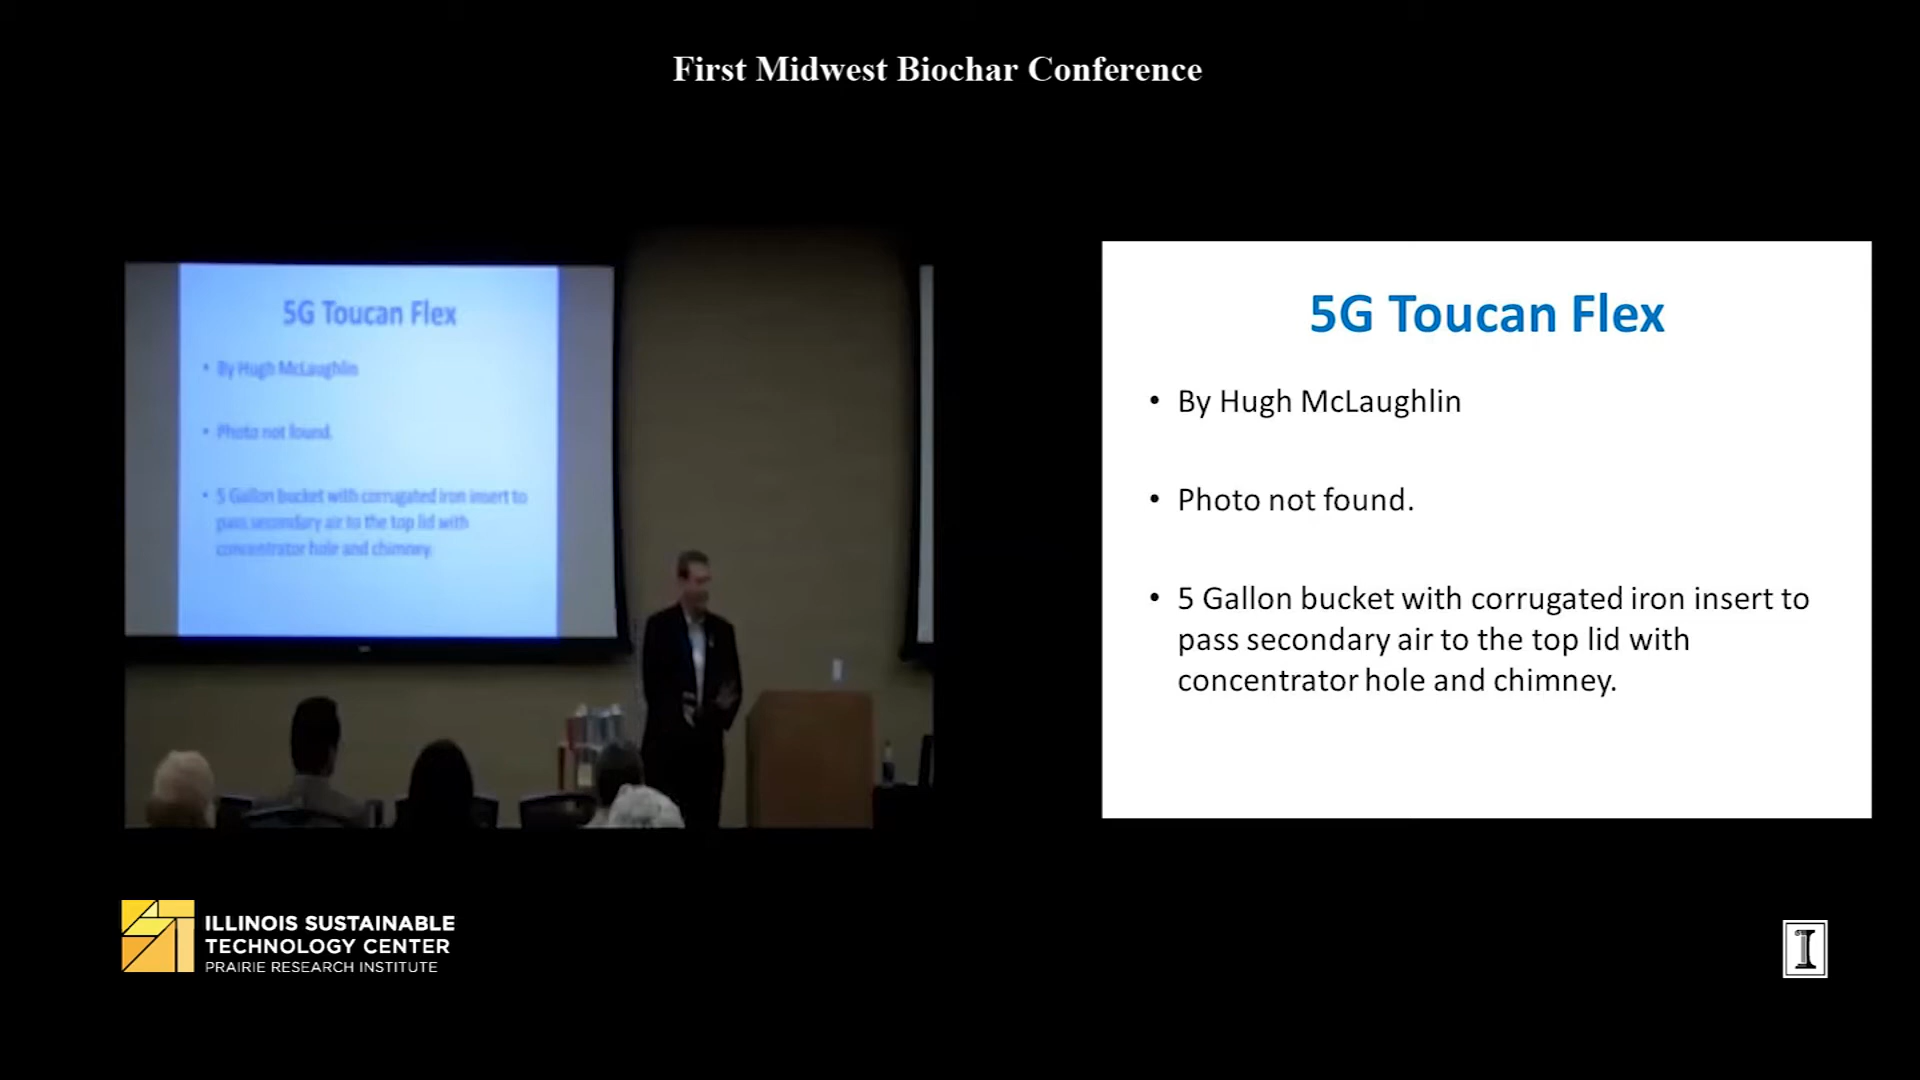 First Midwest Biochar Conference
5G Toucan Flex
• By Hugh McLaughlin
• Photo not found.
• 5 Gallon bucket with corrugated iron insert to
pass secondary air to the top lid with
concentrator hole and chimney.
5G Toucan Flex
• By Hugh McLaughlin
• Photo not found.
• 5 Gallon bucket with corrugated iron insert to
pass secondary air to the top lid with
concentrator hole and chimney.
ILLINOIS SUSTAINABLE
TECHNOLOGY CENTER
PRAIRIE RESEARCH INSTITUTE
I